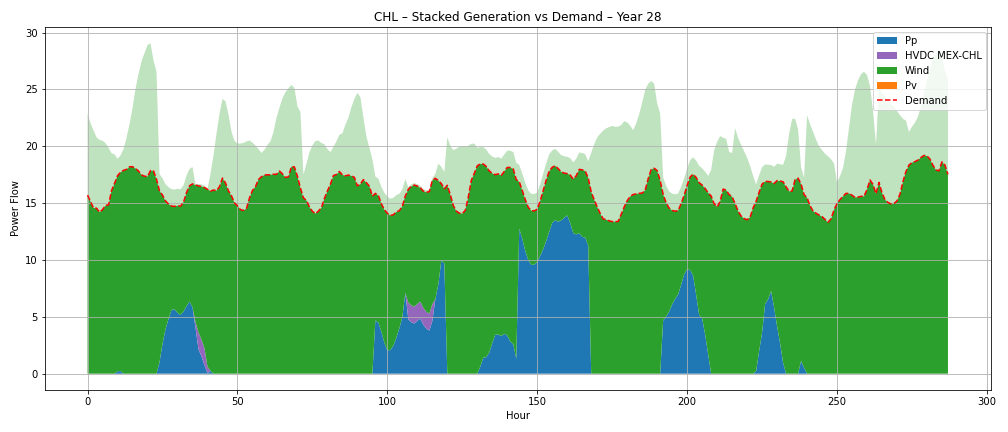 CHL – Stacked Generation vs Demand – Year 28
Power Flow
30
25
20
15
10
5
0
0 50 100 150 200 250 300
Hour
Pp
HVDC MEX-CHL
Wind
Pv
Demand